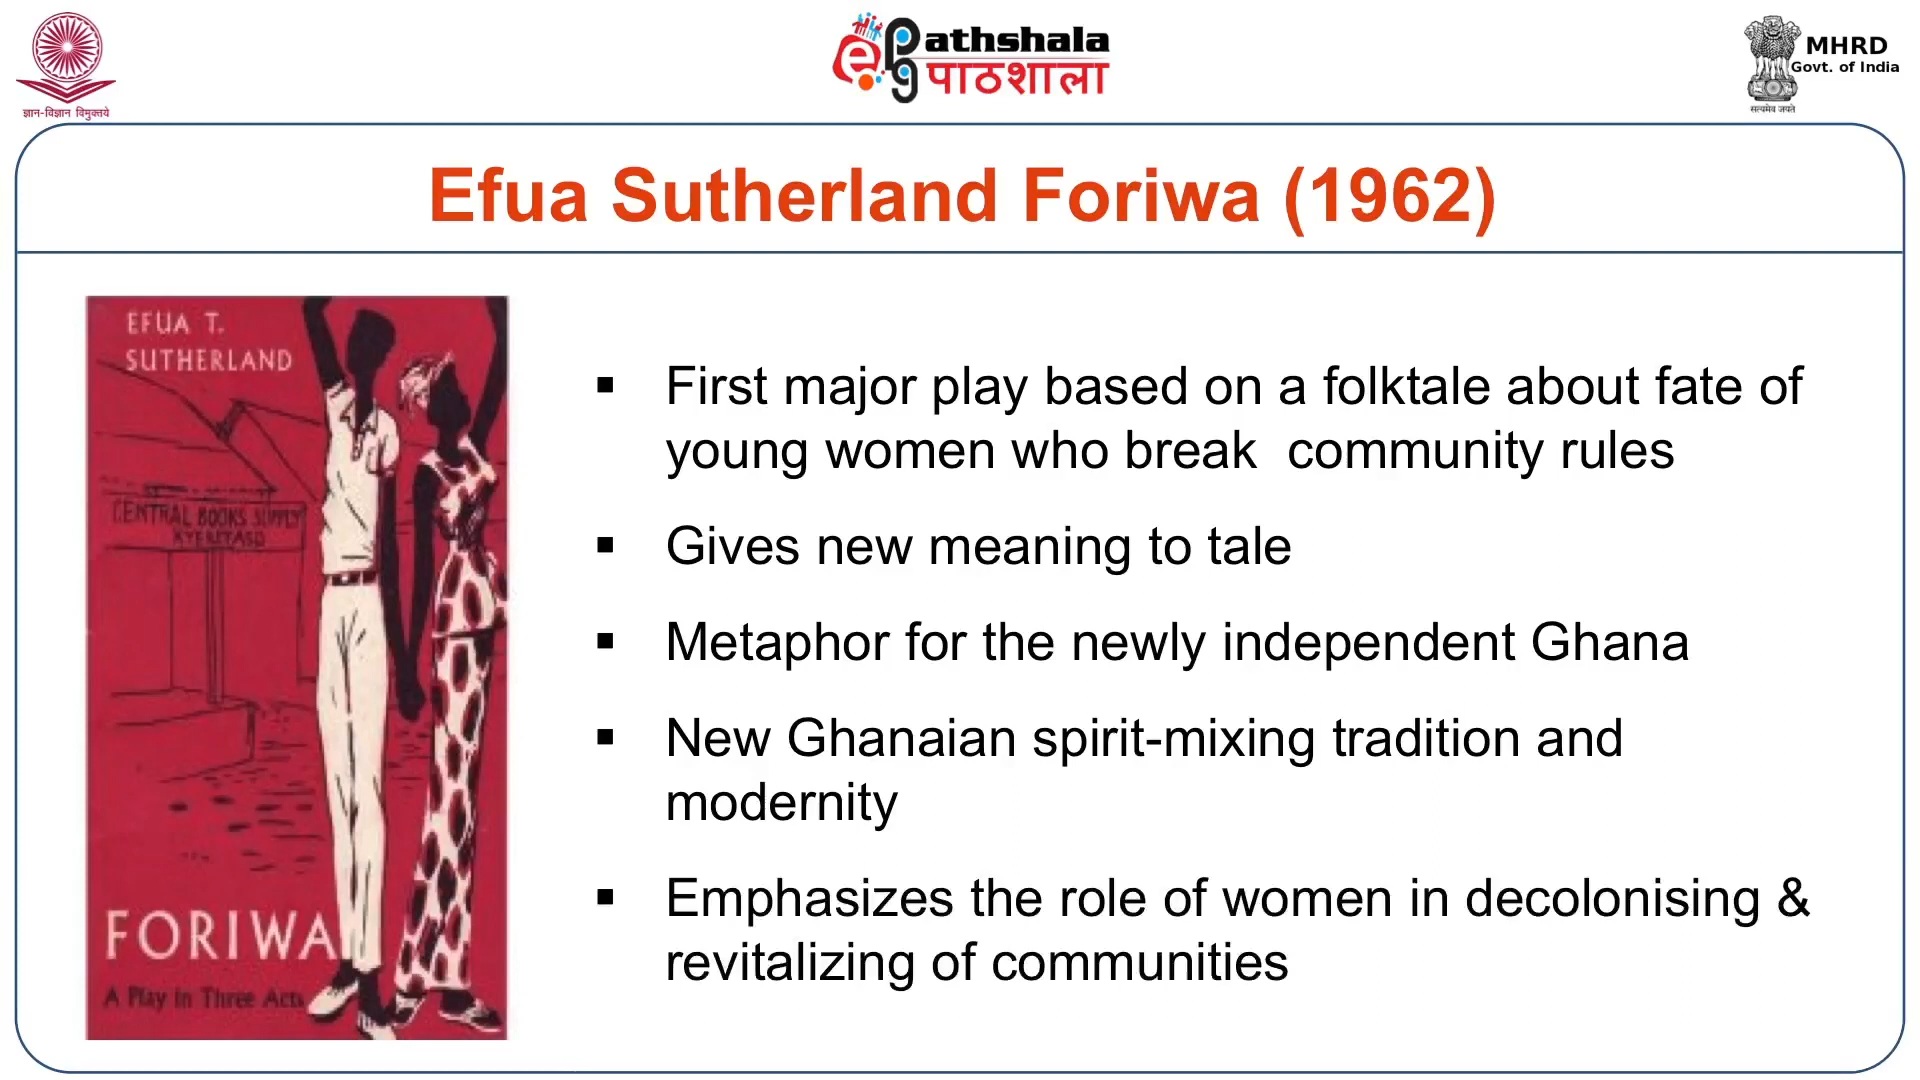 ज्ञान-विज्ञान विमुक्तये
ePg
Pathshala
पाठशाला
MHRD
Govt. of India
सत्यमेव जयते
Efua Sutherland Foriwa (1962)
EFUA T.
SUTHERLAND
CENTRAL BOOKS SUPPLY
KYEREFASO
FORIWA
A Play in Three Acts
▪ First major play based on a folktale about fate of
young women who break  community rules
▪ Gives new meaning to tale
▪ Metaphor for the newly independent Ghana
▪ New Ghanaian spirit-mixing tradition and
modernity
▪ Emphasizes the role of women in decolonising &
revitalizing of communities